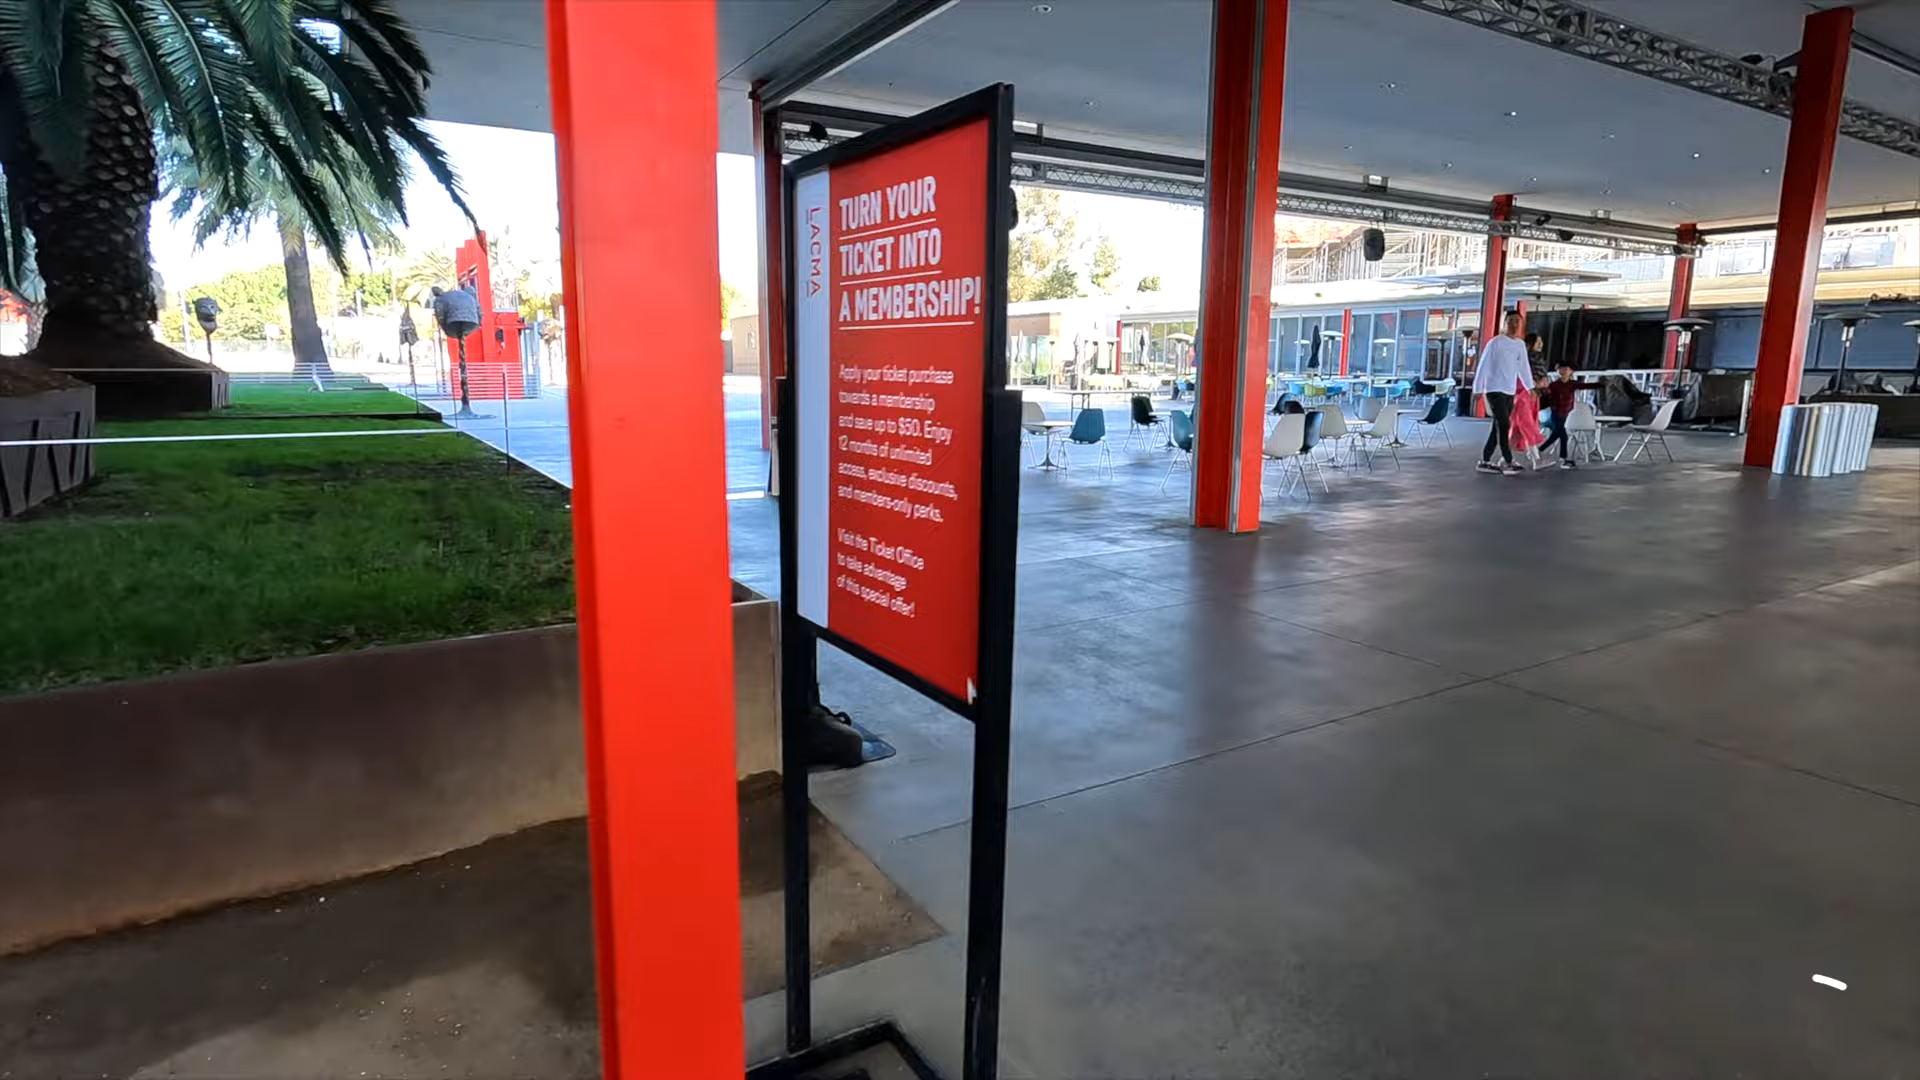 LACMA
TURN YOUR
TICKET INTO
A MEMBERSHIP!
Apply your ticket purchase
towards a membership
and save up to $50. Enjoy
12 months of unlimited
access, exclusive discounts,
and members-only perks.
Visit the Ticket Office
to take advantage
of this special offer!